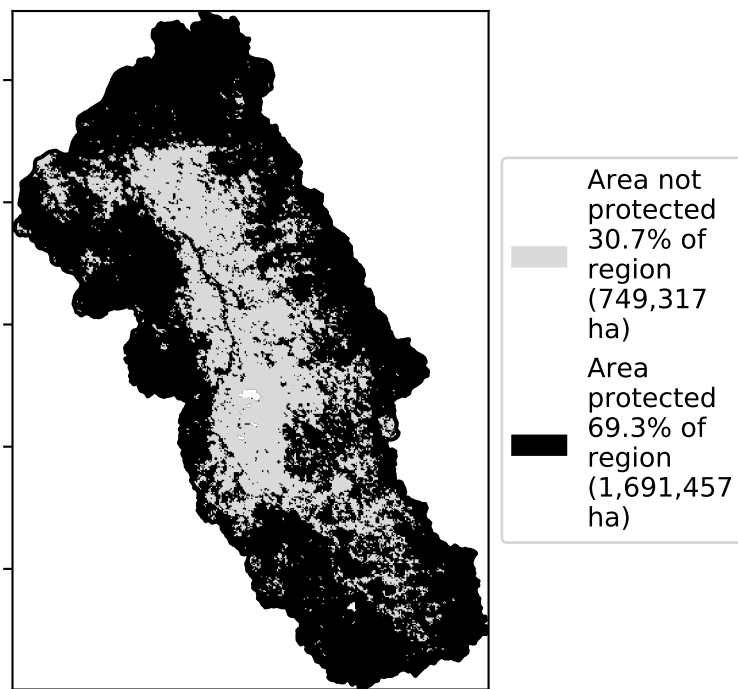 Area not
protected
30.7% of
region
(749,317
ha)
Area
protected
69.3% of
region
(1,691,457
ha)